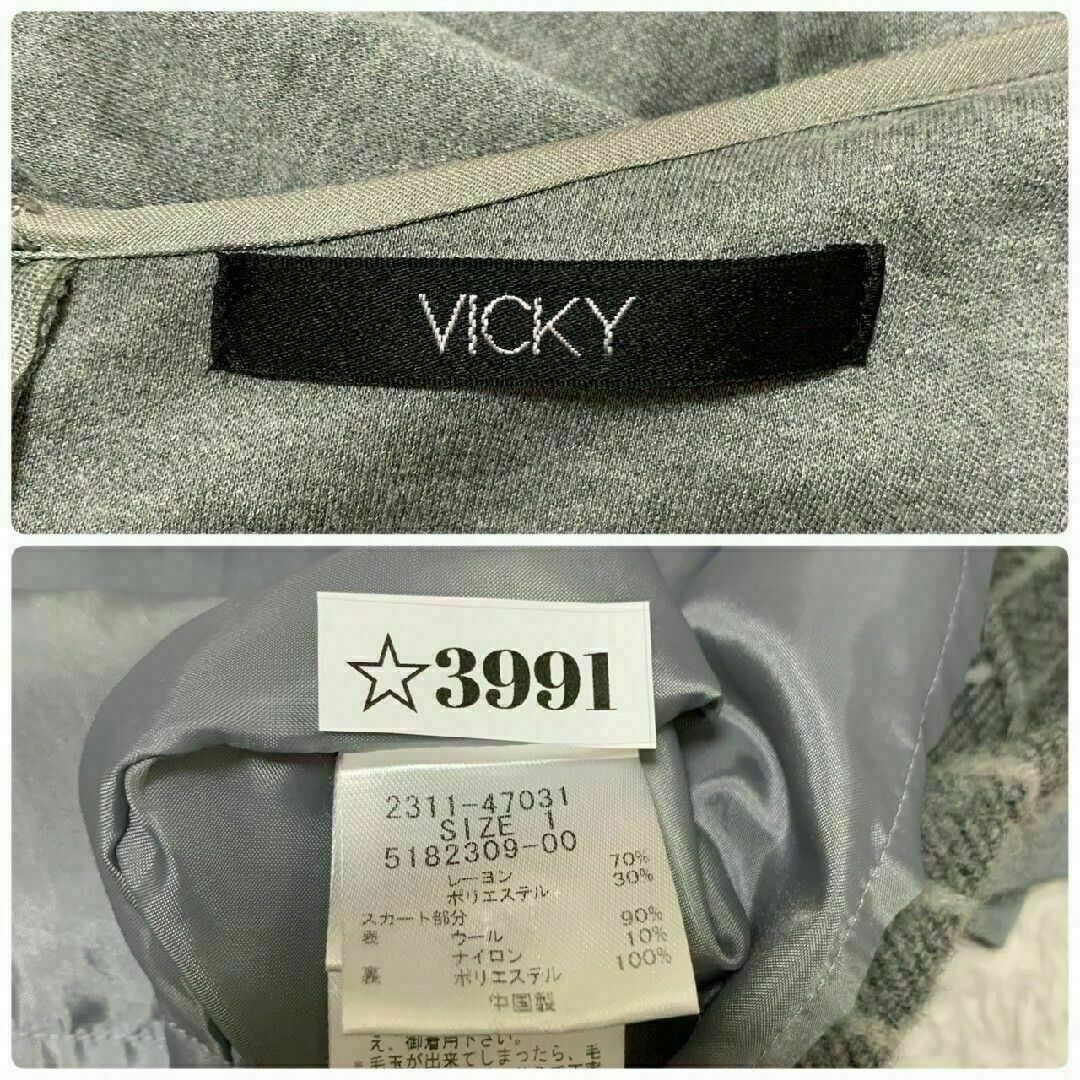 VICKY
☆3991
2311-47031
SIZE 1
5182309-00
レーヨン 70%
ポリエステル 30%
スカート部分
表 ウール 90%
ナイロン 10%
裏 ポリエステル 100%
中国製
え、御着用下さい。
※毛玉が出来てしまったら、毛